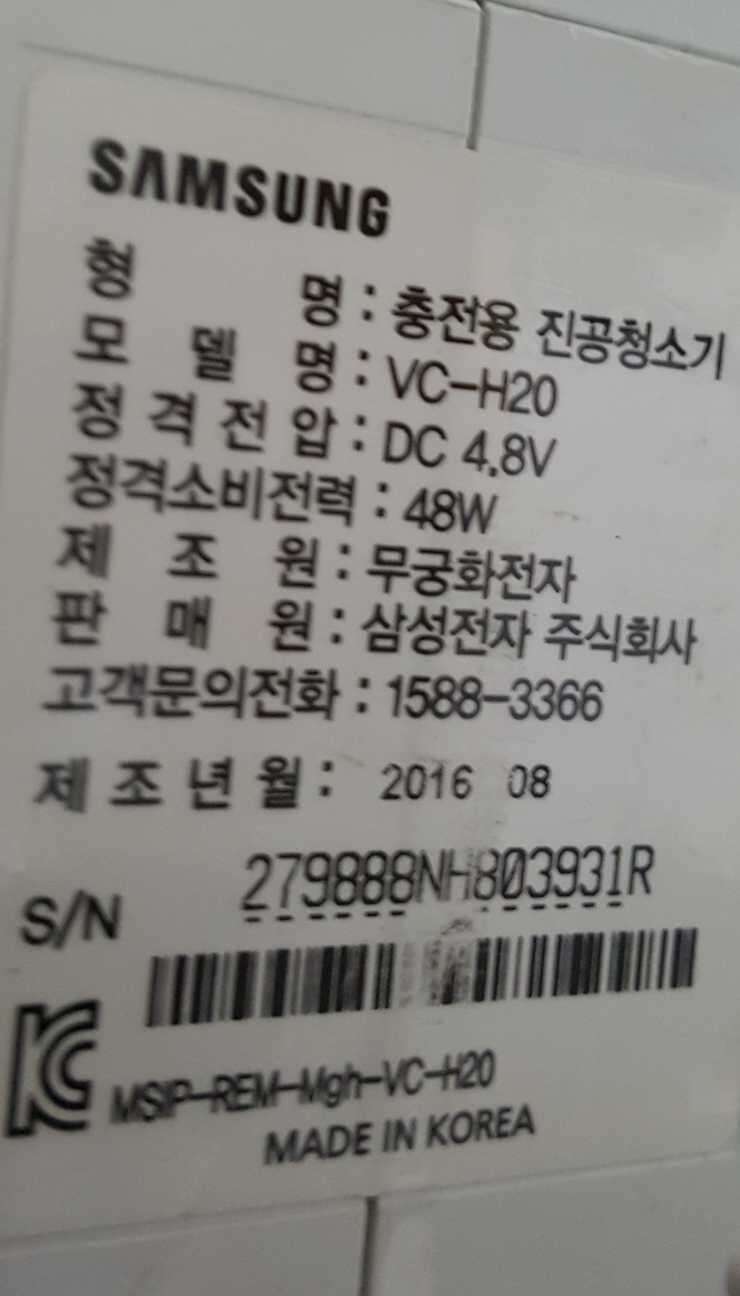 SAMSUNG
형 명 : 충전용 진공청소기
모 델 명 : VC-H20
정 격 전 압 : DC 4.8V
정격소비전력 : 48W
제 조 원 : 무궁화전자
판 매 원 : 삼성전자 주식회사
고객문의전화 : 1588-3366
제 조 년 월 : 2016 08
S/N 279888NH803931R
MSIP-REM-Mgh-VC-H20
MADE IN KOREA